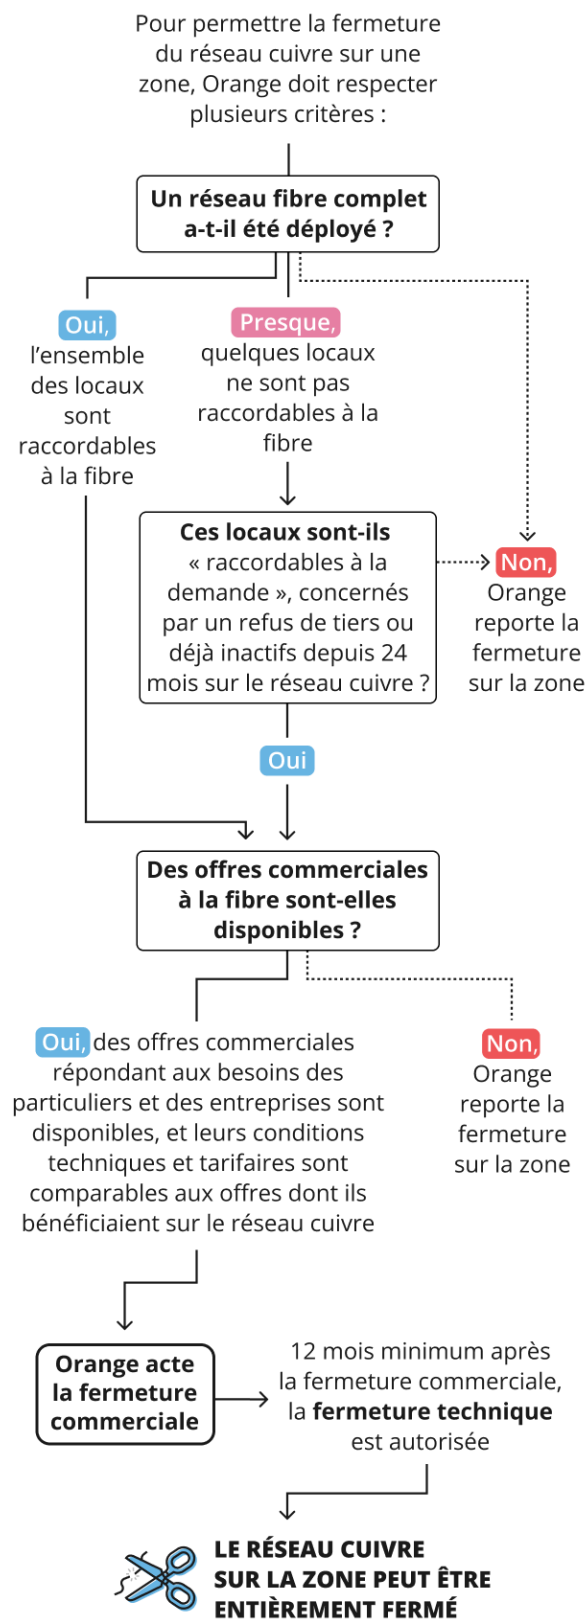 Pour permettre la fermeture
du réseau cuivre sur une
zone, Orange doit respecter
plusieurs critères :
Un réseau fibre complet
a-t-il été déployé ?
Oui,
l’ensemble
des locaux
sont
raccordables
à la fibre
Presque,
quelques locaux
ne sont pas
raccordables à la
fibre
Ces locaux sont-ils
« raccordables à la
demande », concernés
par un refus de tiers ou
déjà inactifs depuis 24
mois sur le réseau cuivre ?
Non,
Orange
reporte la
fermeture
sur la zone
Oui
Des offres commerciales
à la fibre sont-elles
disponibles ?
Oui, des offres commerciales
répondant aux besoins des
particuliers et des entreprises sont
disponibles, et leurs conditions
techniques et tarifaires sont
comparables aux offres dont ils
bénéficiaient sur le réseau cuivre
Non,
Orange
reporte la
fermeture
sur la zone
Orange acte
la fermeture
commerciale
12 mois minimum après
la fermeture commerciale,
la fermeture technique
est autorisée
LE RÉSEAU CUIVRE
SUR LA ZONE PEUT ÊTRE
ENTIÈREMENT FERMÉ